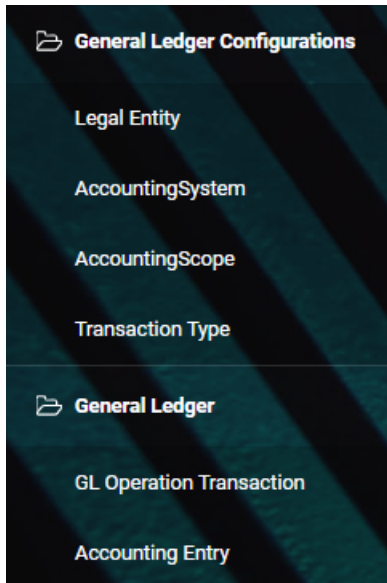 General Ledger Configurations
Legal Entity
AccountingSystem
AccountingScope
Transaction Type
General Ledger
GL Operation Transaction
Accounting Entry